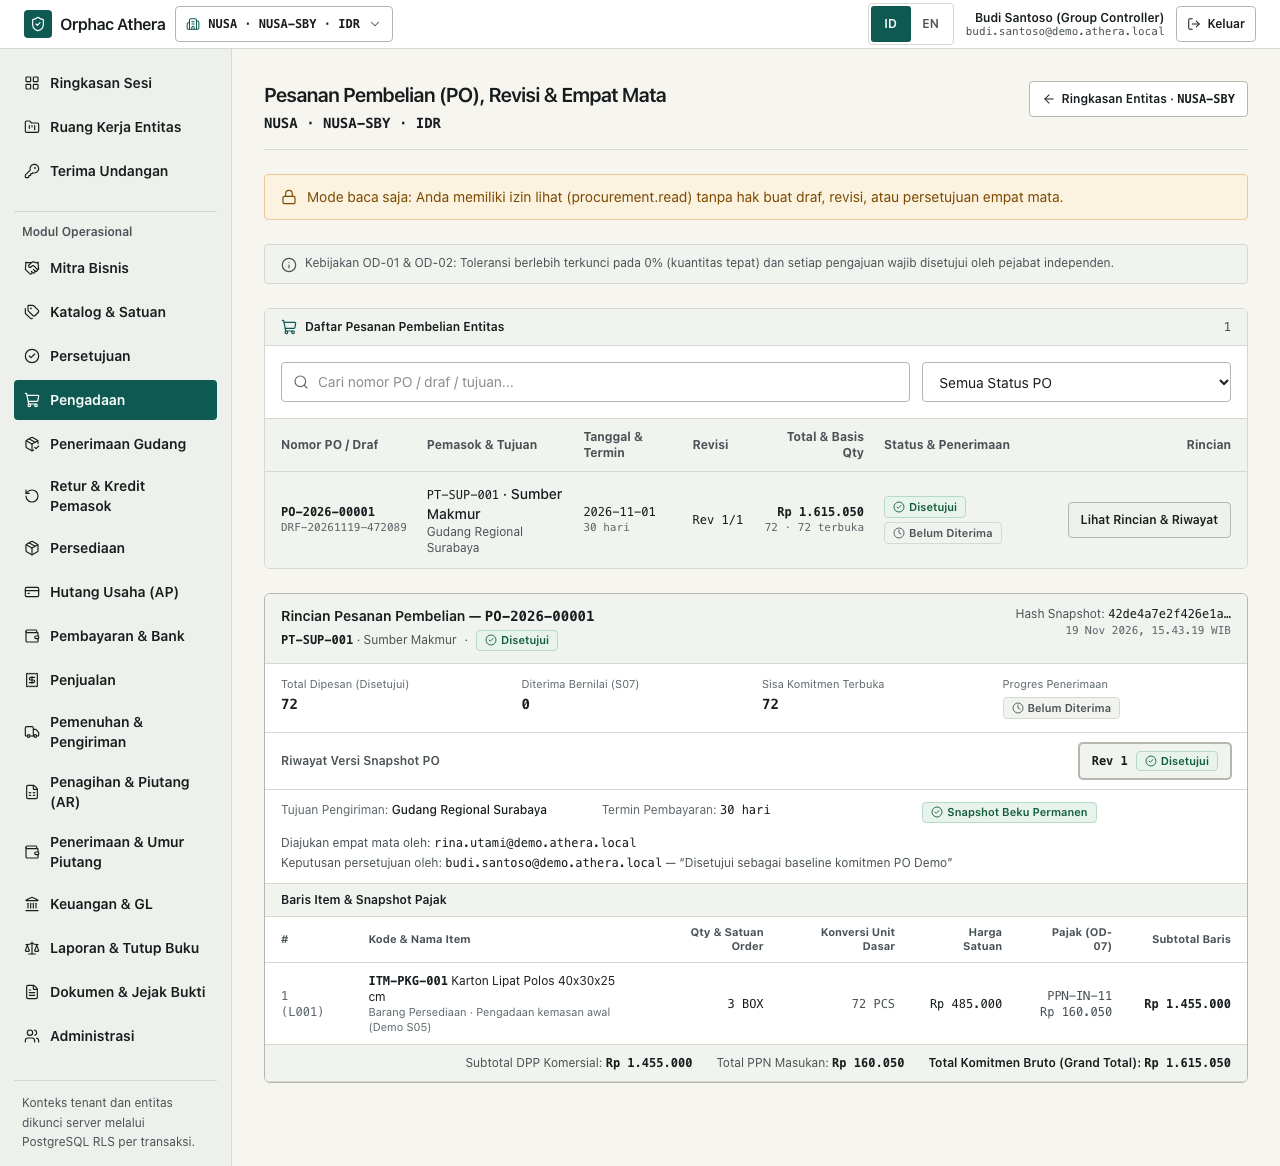 Orphac Athera
NUSA · NUSA-SBY · IDR
ID
EN
Budi Santoso (Group Controller)
budi.santoso@demo.athera.local
Keluar
Ringkasan Sesi
Ruang Kerja Entitas
Terima Undangan
Modul Operasional
Mitra Bisnis
Katalog & Satuan
Persetujuan
Pengadaan
Penerimaan Gudang
Retur & Kredit
Pemasok
Persediaan
Hutang Usaha (AP)
Pembayaran & Bank
Penjualan
Pemenuhan &
Pengiriman
Penagihan & Piutang
(AR)
Penerimaan & Umur
Piutang
Keuangan & GL
Laporan & Tutup Buku
Dokumen & Jejak Bukti
Administrasi
Konteks tenant dan entitas
dikunci server melalui
PostgreSQL RLS per transaksi.
Pesanan Pembelian (PO), Revisi & Empat Mata
NUSA · NUSA-SBY · IDR
Ringkasan Entitas · NUSA-SBY
Mode baca saja: Anda memiliki izin lihat (procurement.read) tanpa hak buat draf, revisi, atau persetujuan empat mata.
Kebijakan OD-01 & OD-02: Toleransi berlebih terkunci pada 0% (kuantitas tepat) dan setiap pengajuan wajib disetujui oleh pejabat independen.
Daftar Pesanan Pembelian Entitas
1
Cari nomor PO / draf / tujuan...
Semua Status PO
Nomor PO / Draf
Pemasok & Tujuan
Tanggal &
Termin
Revisi
Total & Basis
Qty
Status & Penerimaan
Rincian
PO-2026-00001
DRF-20261119-472089
PT-SUP-001 · Sumber
Makmur
Gudang Regional
Surabaya
2026-11-01
30 hari
Rev 1/1
Rp 1.615.050
72 · 72 terbuka
Disetujui
Belum Diterima
Lihat Rincian & Riwayat
Rincian Pesanan Pembelian — PO-2026-00001
PT-SUP-001 · Sumber Makmur · Disetujui
Hash Snapshot: 42de4a7e2f426e1a…
19 Nov 2026, 15.43.19 WIB
Total Dipesan (Disetujui)
72
Diterima Bernilai (S07)
0
Sisa Komitmen Terbuka
72
Progres Penerimaan
Belum Diterima
Riwayat Versi Snapshot PO
Rev 1 Disetujui
Tujuan Pengiriman: Gudang Regional Surabaya
Termin Pembayaran: 30 hari
Snapshot Beku Permanen
Diajukan empat mata oleh: rina.utami@demo.athera.local
Keputusan persetujuan oleh: budi.santoso@demo.athera.local — “Disetujui sebagai baseline komitmen PO Demo”
Baris Item & Snapshot Pajak
#
Kode & Nama Item
Qty & Satuan
Order
Konversi Unit
Dasar
Harga
Satuan
Pajak (OD-
07)
Subtotal Baris
1
(L001)
ITM-PKG-001 Karton Lipat Polos 40x30x25
cm
Barang Persediaan · Pengadaan kemasan awal
(Demo S05)
3 BOX
72 PCS
Rp 485.000
PPN-IN-11
Rp 160.050
Rp 1.455.000
Subtotal DPP Komersial: Rp 1.455.000
Total PPN Masukan: Rp 160.050
Total Komitmen Bruto (Grand Total): Rp 1.615.050